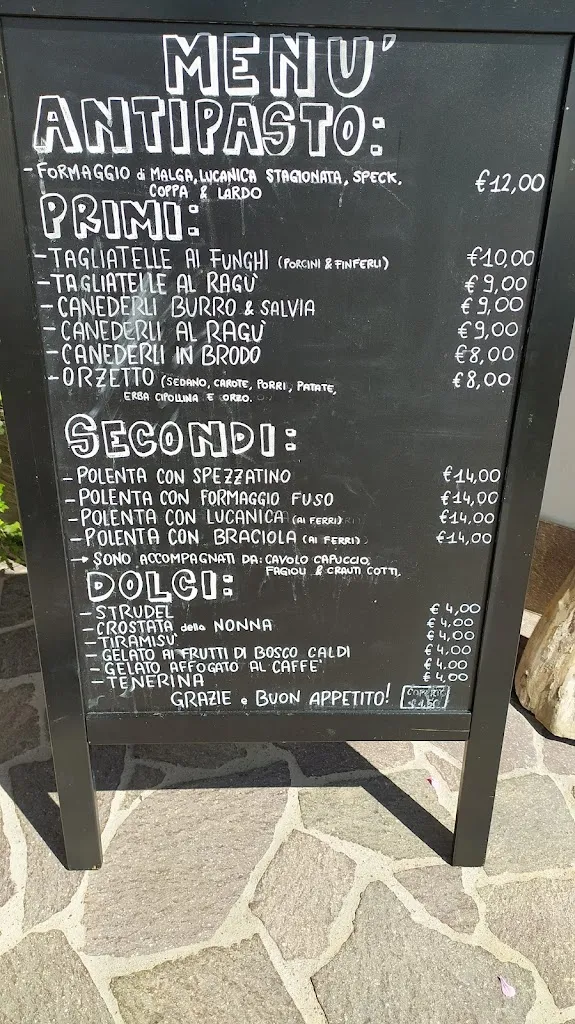 MENU'
ANTIPASTO:
- FORMAGGIO di MALGA, LUCANICA STAGIONATA, SPECK, €12,00
COPPA & LARDO
PRIMI:
- TAGLIATELLE AI FUNGHI (PORCINI & FINFERLI) €10,00
- TAGLIATELLE AL RAGU' €9,00
- CANEDERLI BURRO & SALVIA €9,00
- CANEDERLI AL RAGU' €9,00
- CANEDERLI IN BRODO €8,00
- ORZETTO (SEDANO, CAROTE, PORRI, PATATE, €8,00
ERBA CIPOLLINA E ORZO.
SECONDI:
- POLENTA CON SPEZZATINO €14,00
- POLENTA CON FORMAGGIO FUSO €14,00
- POLENTA CON LUCANICA (AI FERRI) €14,00
- POLENTA CON BRACIOLA (AI FERRI) €14,00
→ SONO ACCOMPAGNATI DA: CAVOLO CAPUCCIO,
FAGIOLI & CRAUTI COTTI.
DOLCI:
- STRUDEL € 4,00
- CROSTATA della NONNA € 4,00
- TIRAMISU' € 4,00
- GELATO AI FRUTTI DI BOSCO CALDI € 4,00
- GELATO AFFOGATO AL CAFFE' € 4,00
- TENERINA € 4,00
GRAZIE e BUON APPETITO! COPERTO